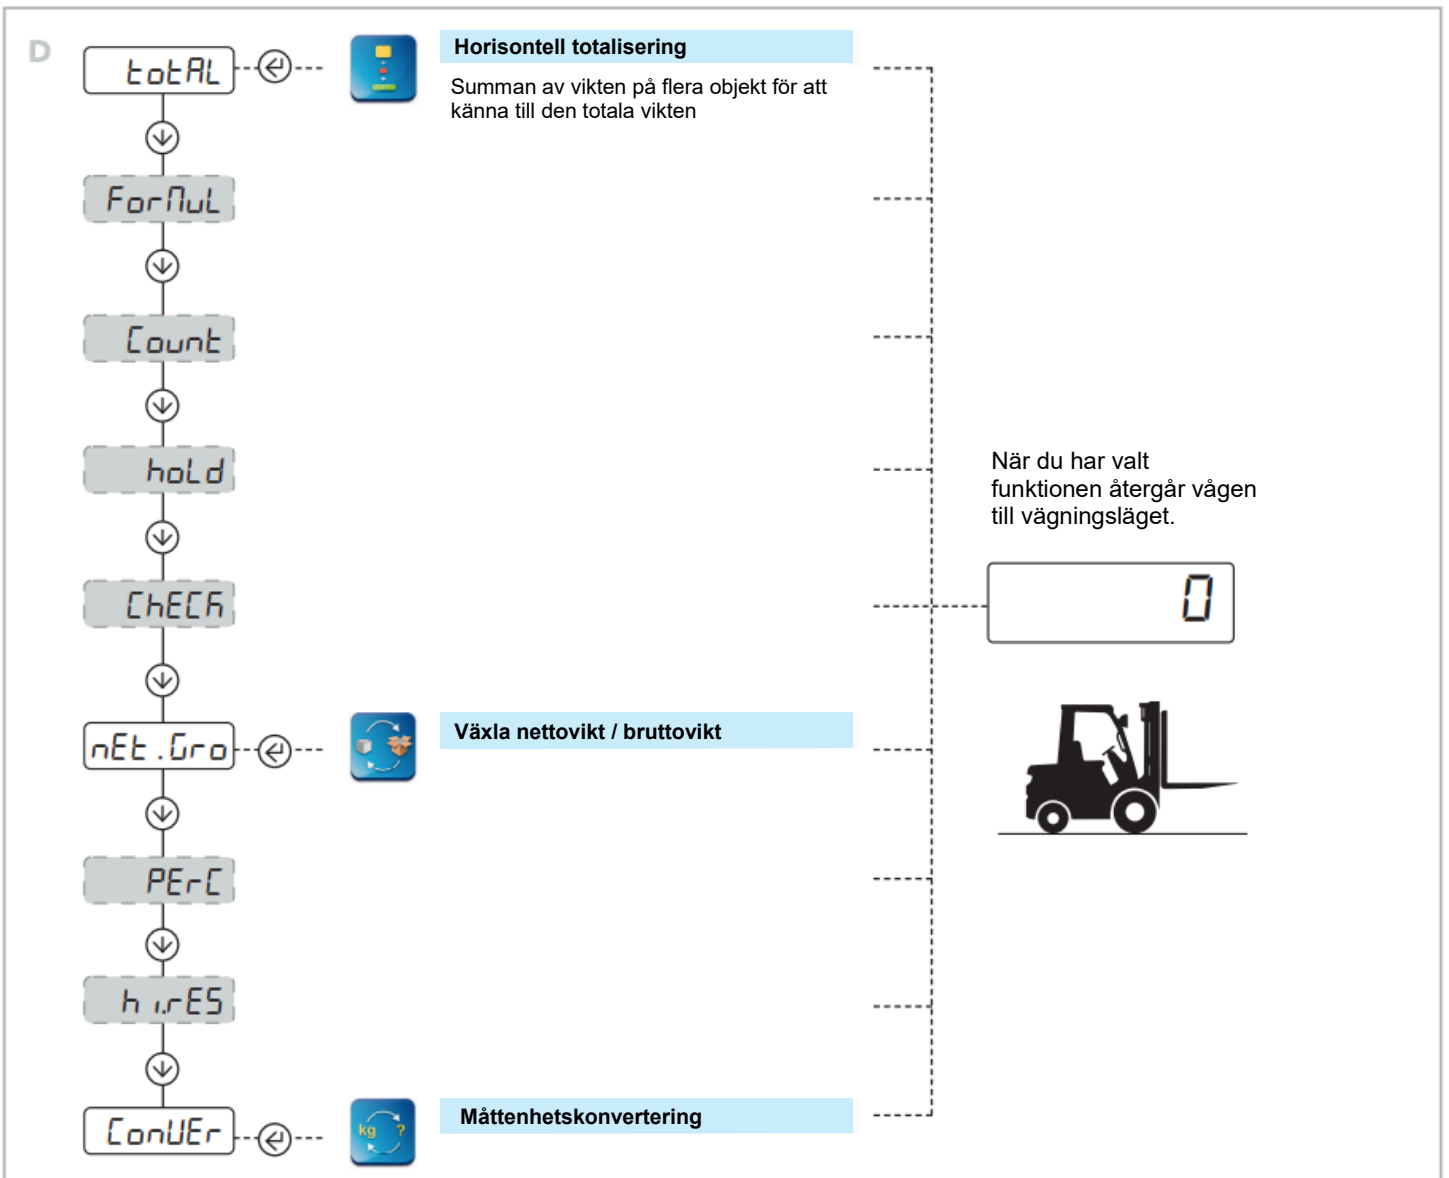 D
totAL
Horisontell totalisering
Summan av vikten på flera objekt för att
känna till den totala vikten
ForMuL
Count
hoLd
När du har valt
funktionen återgår vågen
till vägningsläget.
ChECK
0
nEt.Gro
Växla nettovikt / bruttovikt
PErC
hi.rES
ConVEr
kg ?
Måttenhetskonvertering